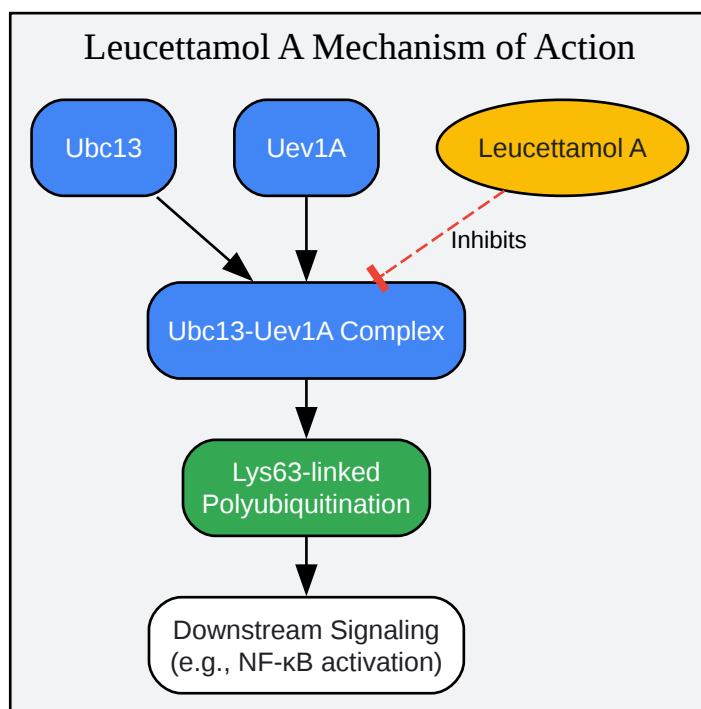 Leucettamol A Mechanism of Action
Ubc13
Uev1A
Leucettamol A
Inhibits
Ubc13-Uev1A Complex
Lys63-linked
Polyubiquitination
Downstream Signaling
(e.g., NF-κB activation)